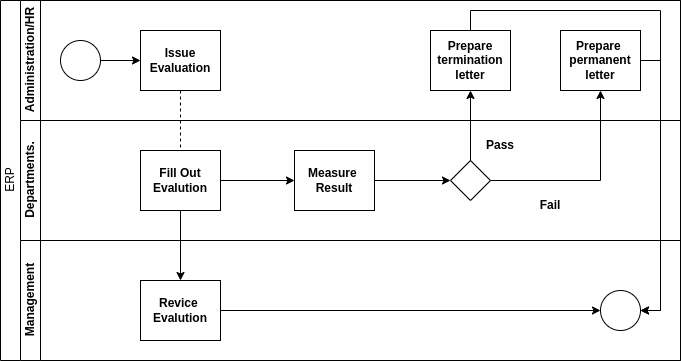 ERP
Administration/HR
Issue
Evaluation
Prepare
termination
letter
Prepare
permanent
letter
Departments.
Fill Out
Evalution
Measure
Result
Pass
Fail
Management
Revice
Evalution